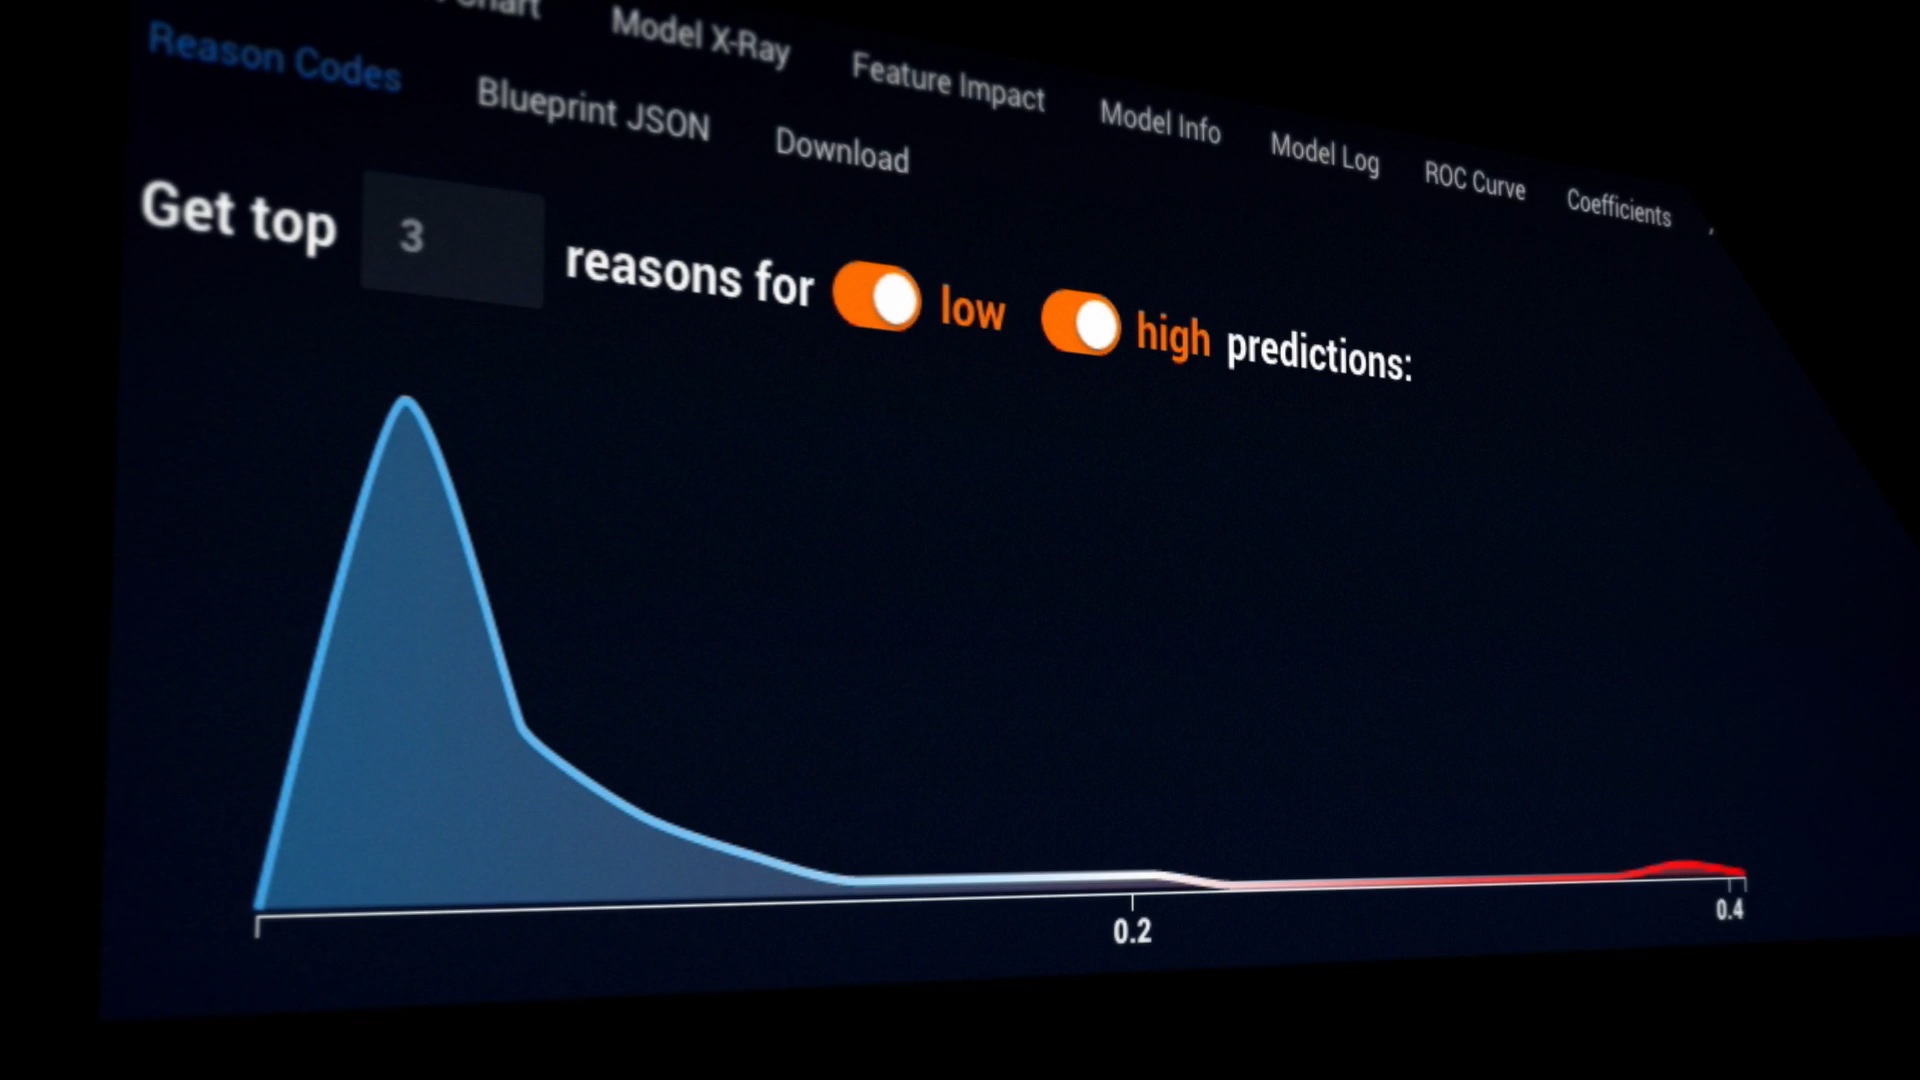 Chart
Model X-Ray
Feature Impact
Model Info
Model Log
ROC Curve
Coefficients
Reason Codes
Blueprint JSON
Download
Get top 3 reasons for low high predictions:
0.2
0.4